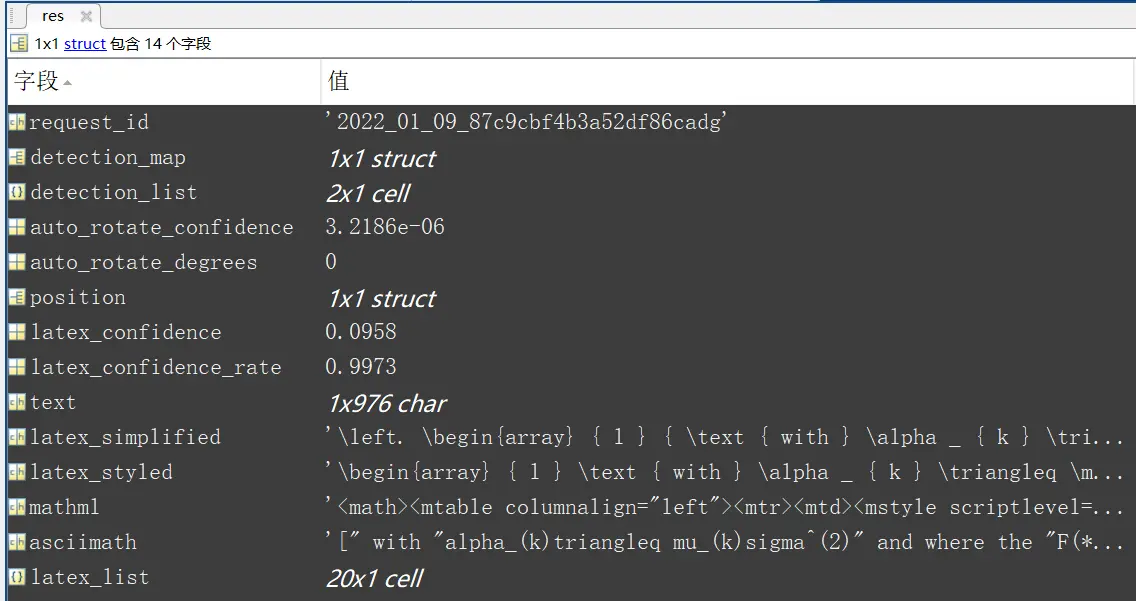 res
1x1 struct 包含 14 个字段
字段 值
request_id '2022_01_09_87c9cbf4b3a52df86cadg'
detection_map 1x1 struct
detection_list 2x1 cell
auto_rotate_confidence 3.2186e-06
auto_rotate_degrees 0
position 1x1 struct
latex_confidence 0.0958
latex_confidence_rate 0.9973
text 1x976 char
latex_simplified '\left. \begin{array} { l } { \text { with } \alpha _ { k } \tri...
latex_styled '\begin{array} { l } \text { with } \alpha _ { k } \triangleq \m...
mathml '<math><mtable columnalign="left"><mtr><mtd><mstyle scriptlevel=...
asciimath '[" with "alpha_(k)triangleq mu_(k)sigma^(2)" and where the "F(*...
latex_list 20x1 cell